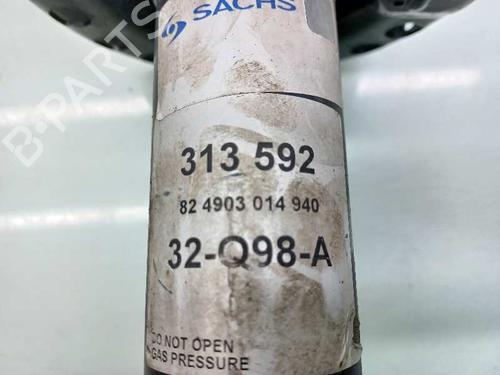 SACHS
313 592
82 4903 014 940
32-Q98-A
DO NOT OPEN
GAS PRESSURE
B-PARTS